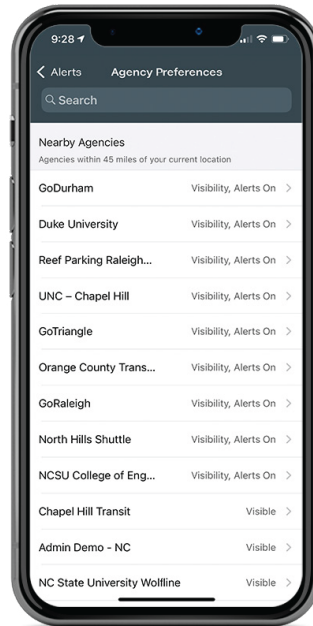 9:28
Alerts
Agency Preferences
Search
Nearby Agencies
Agencies within 45 miles of your current location
GoDurham Visibility, Alerts On
Duke University Visibility, Alerts On
Reef Parking Raleigh... Visibility, Alerts On
UNC – Chapel Hill Visibility, Alerts On
GoTriangle Visibility, Alerts On
Orange County Trans... Visibility, Alerts On
GoRaleigh Visibility, Alerts On
North Hills Shuttle Visibility, Alerts On
NCSU College of Eng... Visibility, Alerts On
Chapel Hill Transit Visible
Admin Demo - NC Visible
NC State University Wolfline Visible